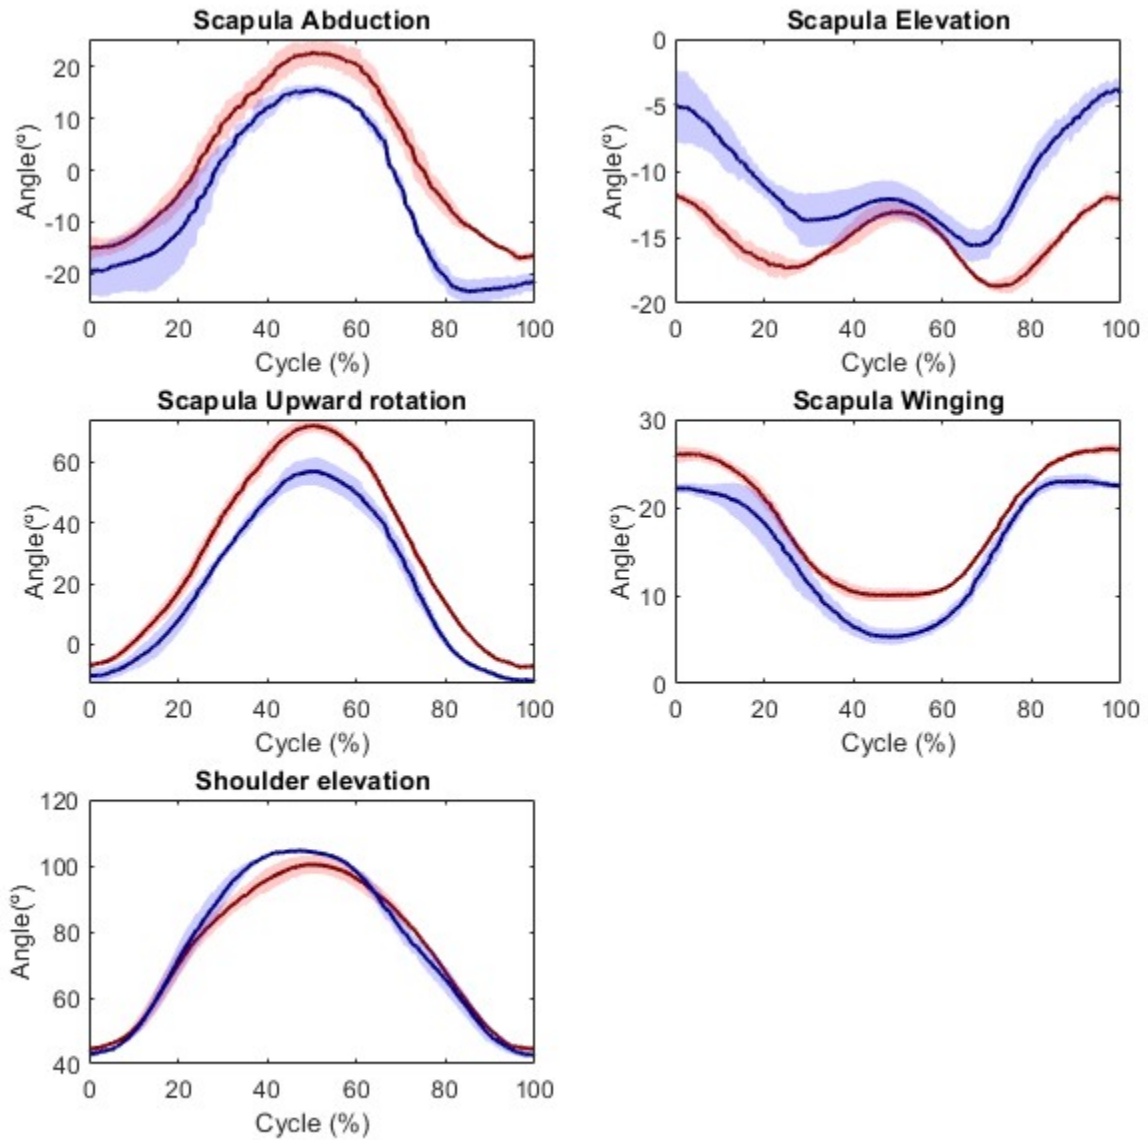 Scapula Abduction
20
10
0
-10
-20
Angle(º)
0 20 40 60 80 100
Cycle (%)
Scapula Elevation
0
-5
-10
-15
-20
Angle(º)
0 20 40 60 80 100
Cycle (%)
Scapula Upward rotation
60
40
20
0
Angle(º)
0 20 40 60 80 100
Cycle (%)
Scapula Winging
30
20
10
0
Angle(º)
0 20 40 60 80 100
Cycle (%)
Shoulder elevation
120
100
80
60
40
Angle(º)
0 20 40 60 80 100
Cycle (%)